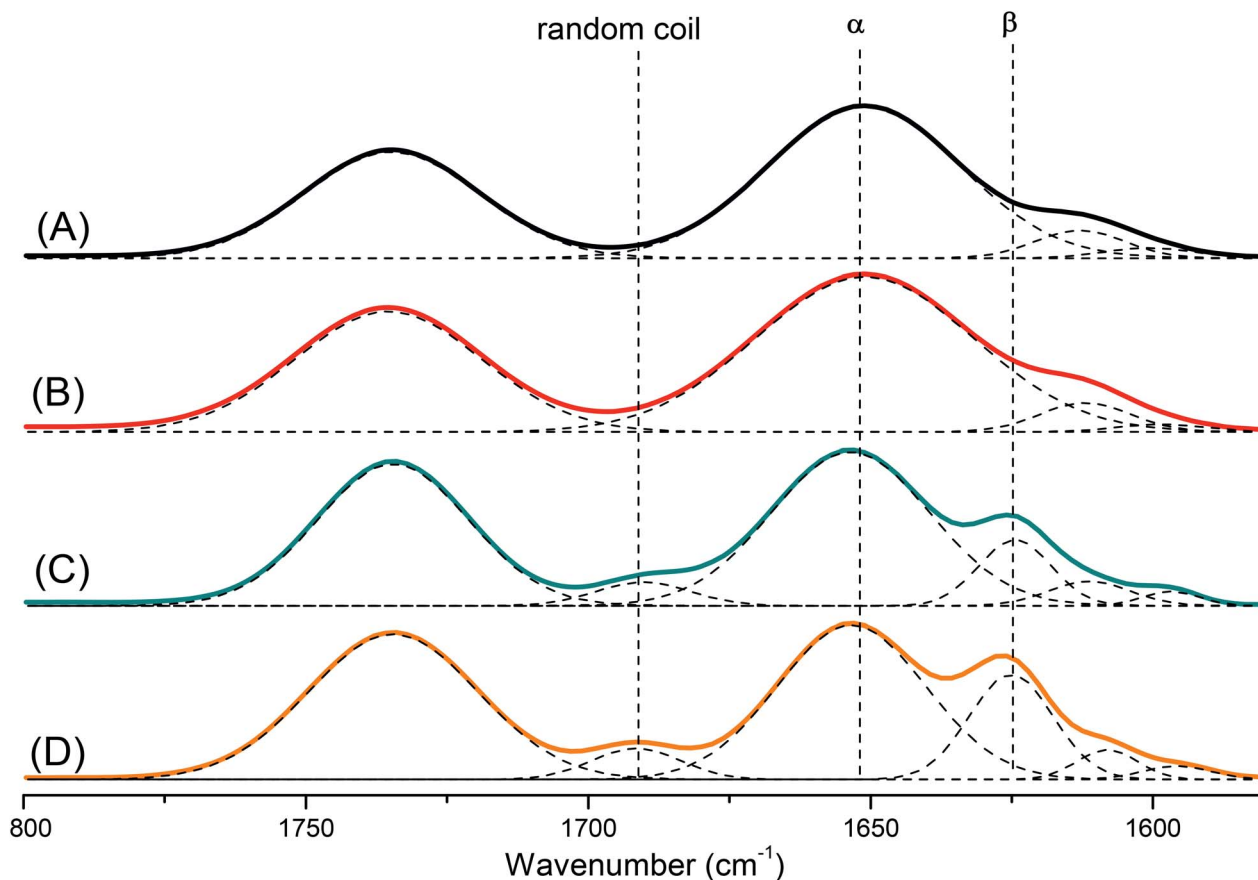 random coil α β
(A)
(B)
(C)
(D)
800 1750 1700 1650 1600
Wavenumber (cm⁻¹)